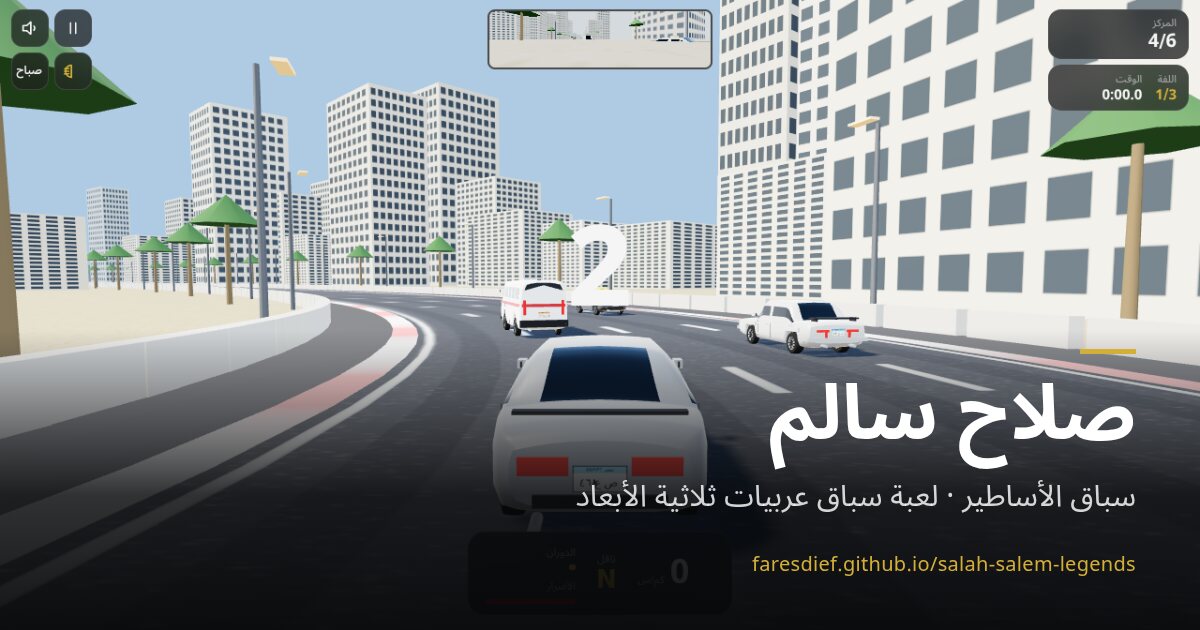 صباح
المركز
4/6
اللفة الوقت
1/3 0:00.0
2
صلاح سالم
سباق الأساطير · لعبة سباق عربيات ثلاثية الأبعاد
faresdief.github.io/salah-salem-legends
0
N